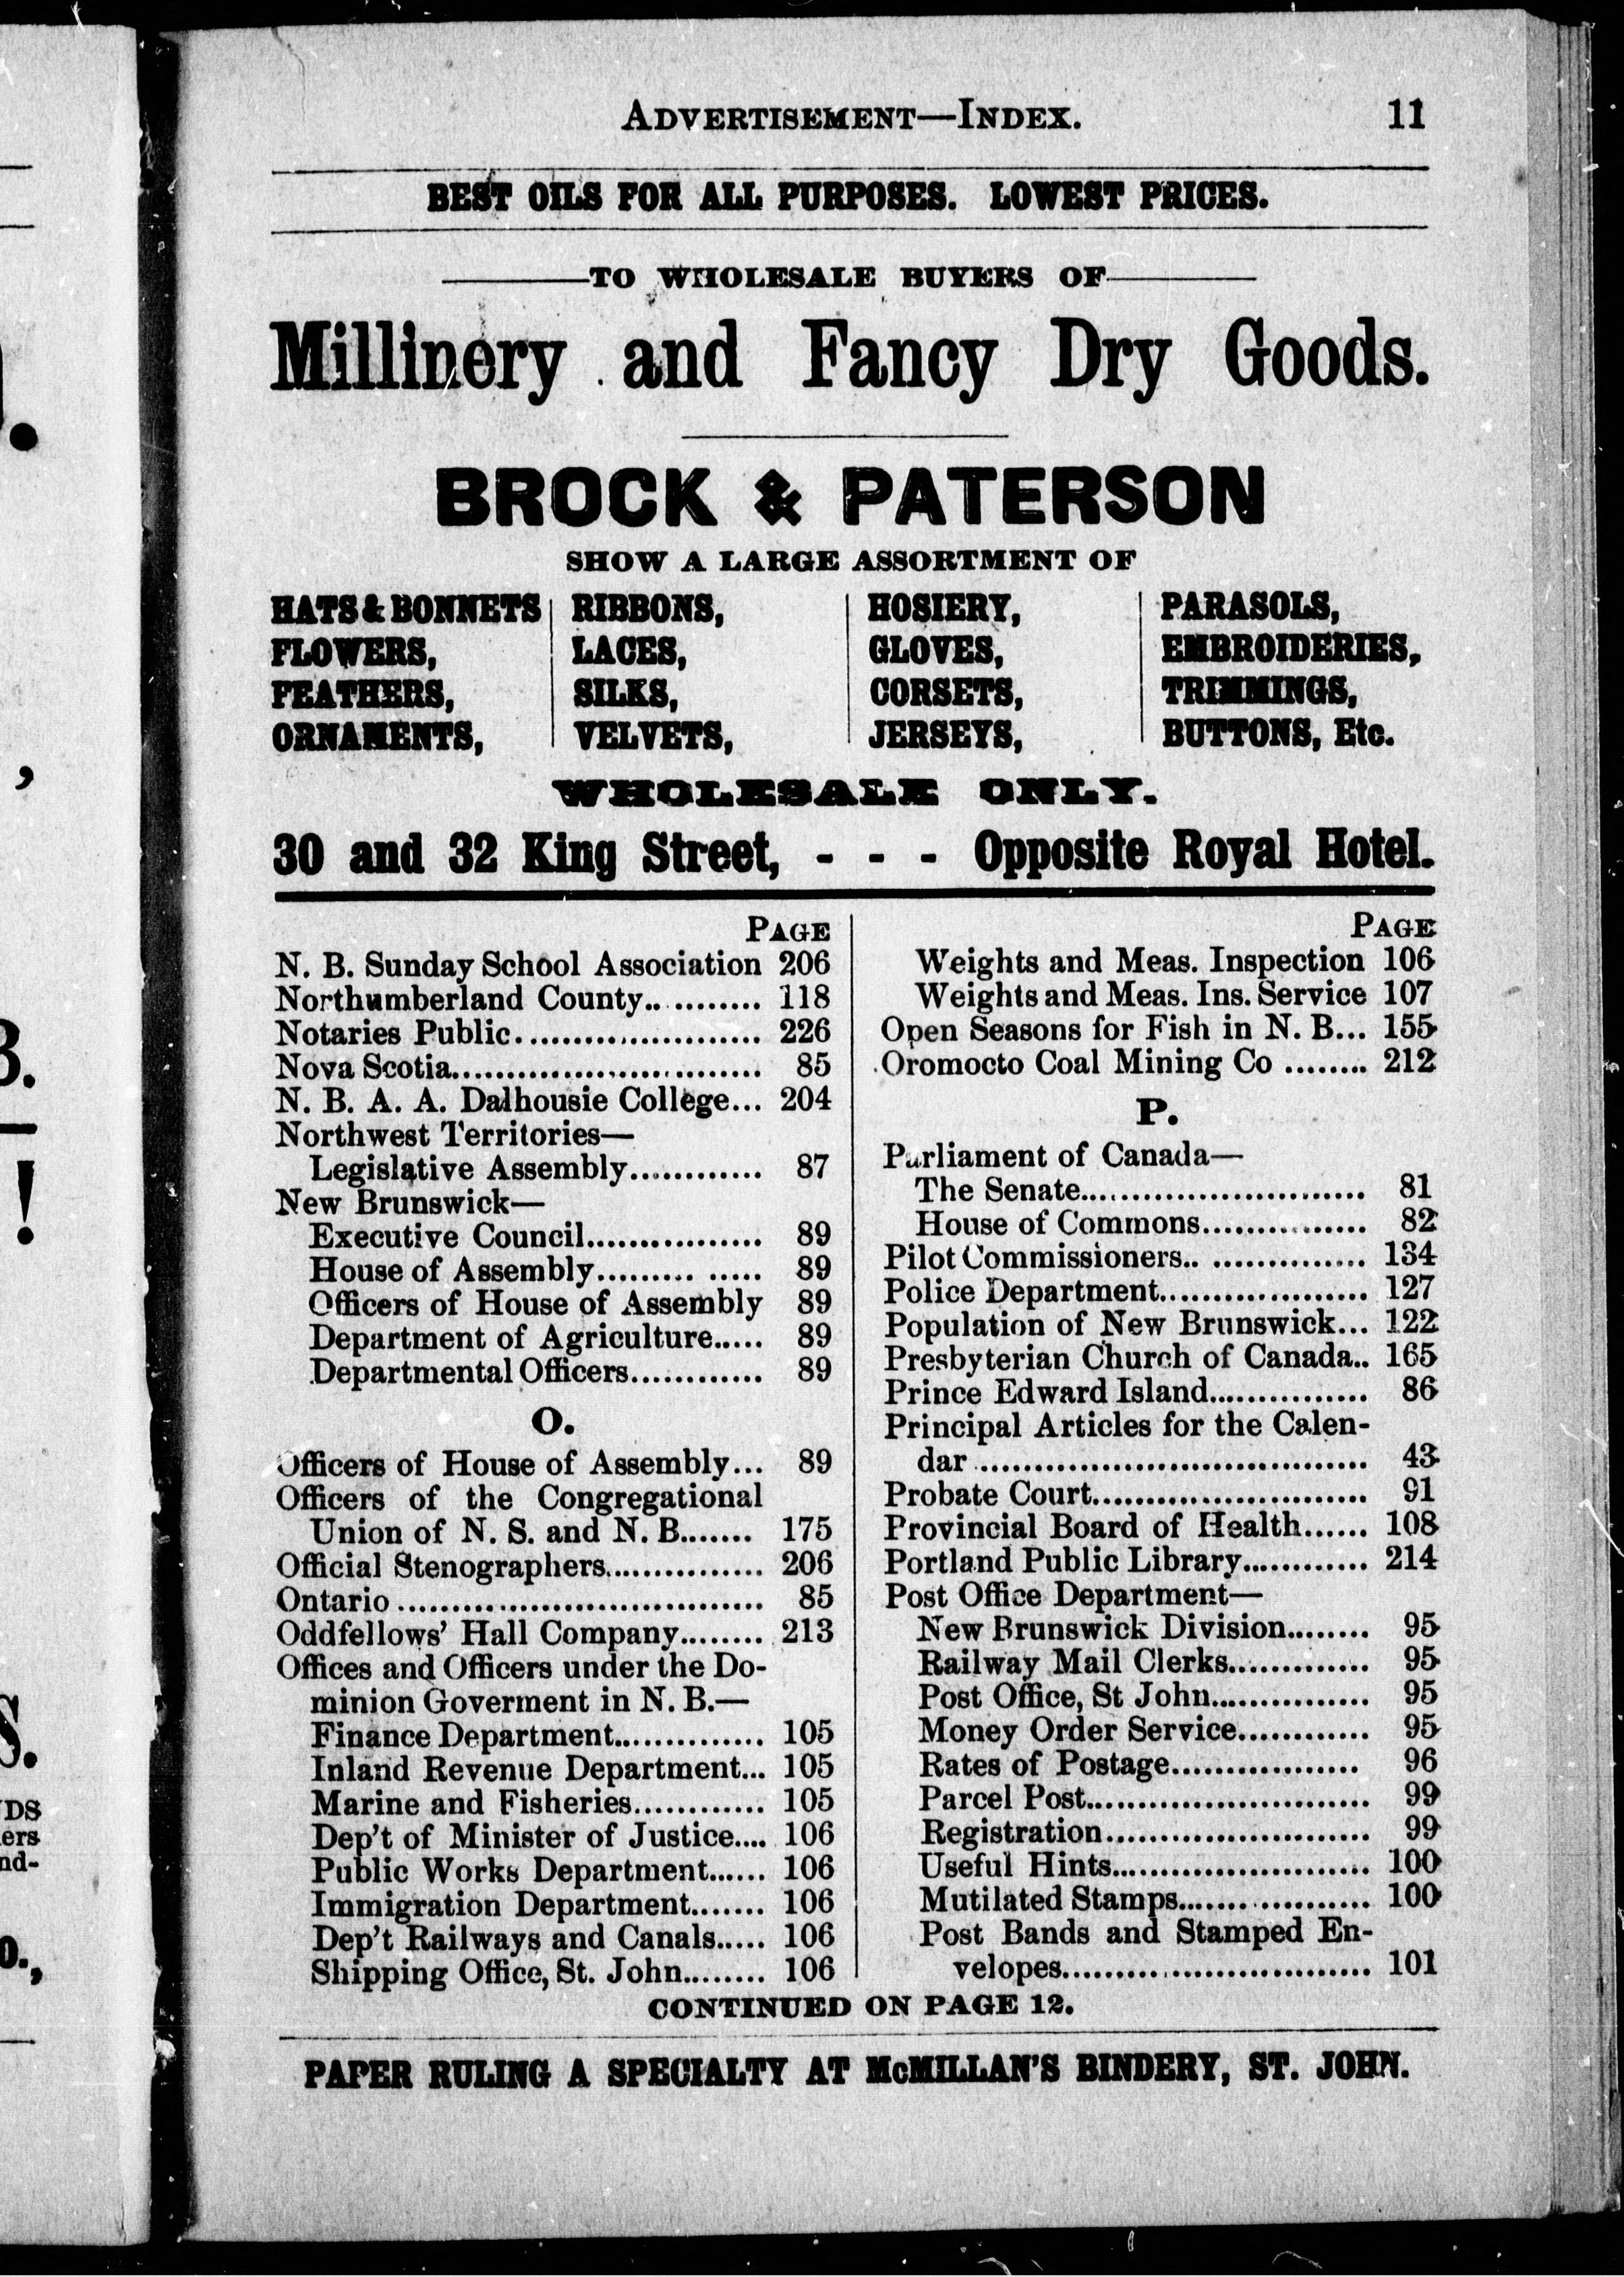 ADVERTISEMENT—INDEX. 11
BEST OILS FOR ALL PURPOSES. LOWEST PRICES.
TO WHOLESALE BUYERS OF
Millinery and Fancy Dry Goods.
BROCK & PATERSON
SHOW A LARGE ASSORTMENT OF
HATS & BONNETS
FLOWERS,
FEATHERS,
ORNAMENTS,
RIBBONS,
LACES,
SILKS,
VELVETS,
HOSIERY,
GLOVES,
CORSETS,
JERSEYS,
PARASOLS,
EMBROIDERIES,
TRIMMINGS,
BUTTONS, Etc.
WHOLESALE ONLY.
30 and 32 King Street, - - - Opposite Royal Hotel.
PAGE
N. B. Sunday School Association 206
Northumberland County............. 118
Notaries Public....................... 226
Nova Scotia............................. 85
N. B. A. A. Dalhousie College... 204
Northwest Territories—
Legislative Assembly............ 87
New Brunswick—
Executive Council................ 89
House of Assembly......... ..... 89
Officers of House of Assembly 89
Department of Agriculture..... 89
Departmental Officers............ 89
O.
Officers of House of Assembly... 89
Officers of the Congregational
Union of N. S. and N. B....... 175
Official Stenographers............... 206
Ontario .................................. 85
Oddfellows' Hall Company........ 213
Offices and Officers under the Do-
minion Goverment in N. B.—
Finance Department.............. 105
Inland Revenue Department... 105
Marine and Fisheries............ 105
Dep't of Minister of Justice.... 106
Public Works Department...... 106
Immigration Department....... 106
Dep't Railways and Canals..... 106
Shipping Office, St. John........ 106
PAGE
Weights and Meas. Inspection 106
Weights and Meas. Ins. Service 107
Open Seasons for Fish in N. B... 155
Oromocto Coal Mining Co ........ 212
P.
Parliament of Canada—
The Senate.......................... 81
House of Commons............... 82
Pilot Commissioners.. .............. 134
Police Department................... 127
Population of New Brunswick... 122
Presbyterian Church of Canada.. 165
Prince Edward Island............... 86
Principal Articles for the Calen-
dar .................................... 43
Probate Court.......................... 91
Provincial Board of Health...... 108
Portland Public Library............ 214
Post Office Department—
New Brunswick Division........ 95
Railway Mail Clerks............. 95
Post Office, St John............... 95
Money Order Service............ 95
Rates of Postage................. 96
Parcel Post.......................... 99
Registration........................ 99
Useful Hints........................ 100
Mutilated Stamps.................. 100
Post Bands and Stamped En-
velopes............................. 101
CONTINUED ON PAGE 12.
PAPER RULING A SPECIALTY AT McMILLAN'S BINDERY, ST. JOHN.